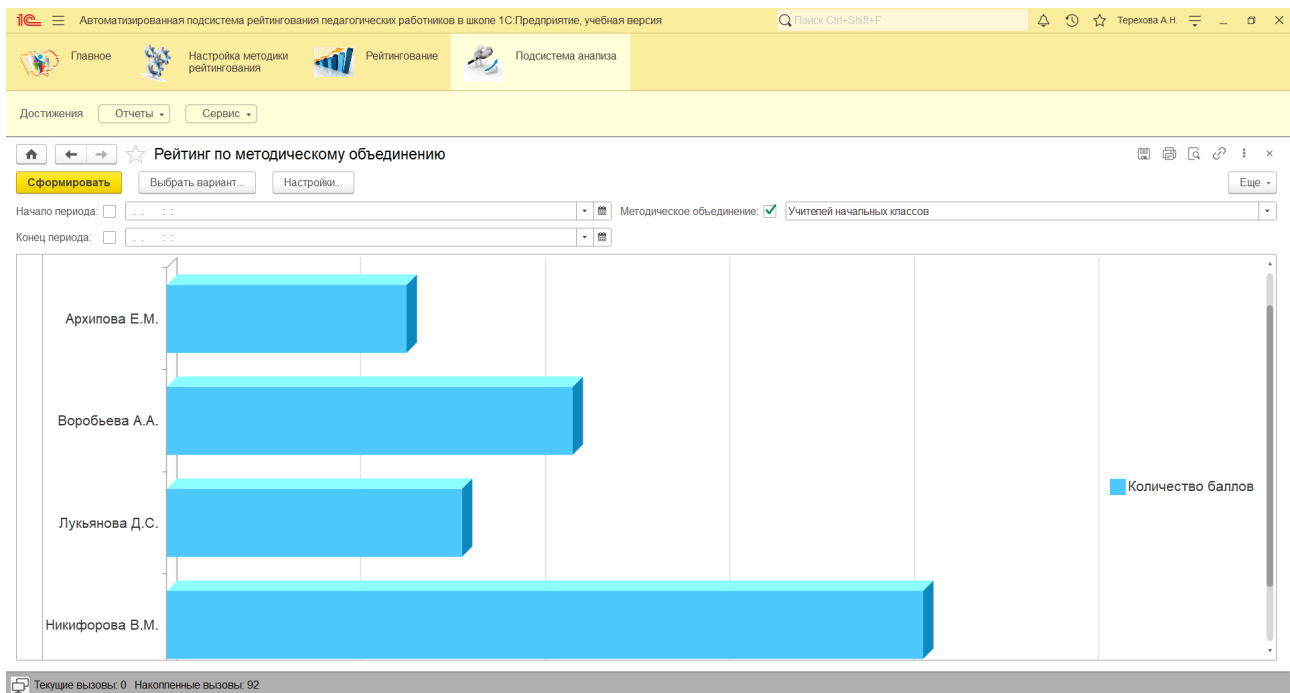 1С Автоматизированная подсистема рейтингования педагогических работников в школе 1С:Предприятие, учебная версия Поиск Ctrl+Shift+F Терехова А.Н.
Главное Настройка методики рейтингования Рейтингование Подсистема анализа
Достижения Отчеты Сервис
Рейтинг по методическому объединению
Сформировать Выбрать вариант... Настройки... Еще
Начало периода: . . : : Методическое объединение: Учителей начальных классов
Конец периода: . . : :
Архипова Е.М.
Воробьева А.А.
Количество баллов
Лукьянова Д.С.
Никифорова В.М.
Текущие вызовы: 0 Накопленные вызовы: 92